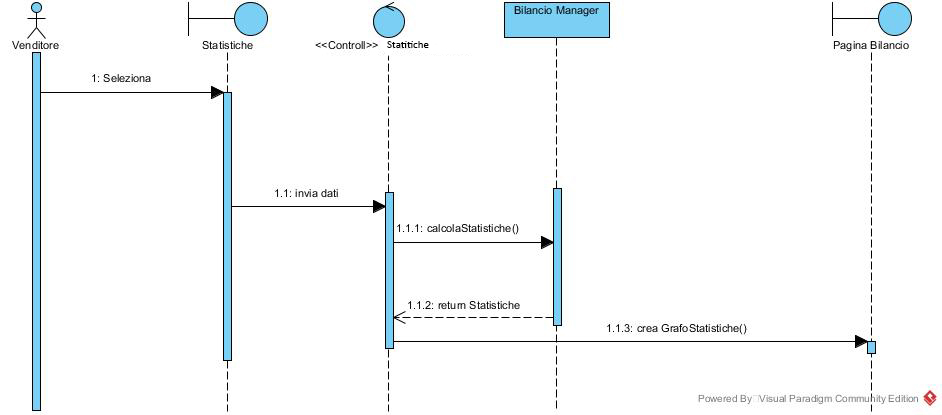 Bilancio Manager
Venditore
Statistiche
<<Controll>> Statitiche
Pagina Bilancio
1: Seleziona
1.1: invia dati
1.1.1: calcolaStatistiche()
1.1.2: return Statistiche
1.1.3: crea GrafoStatistiche()
Powered By Visual Paradigm Community Edition